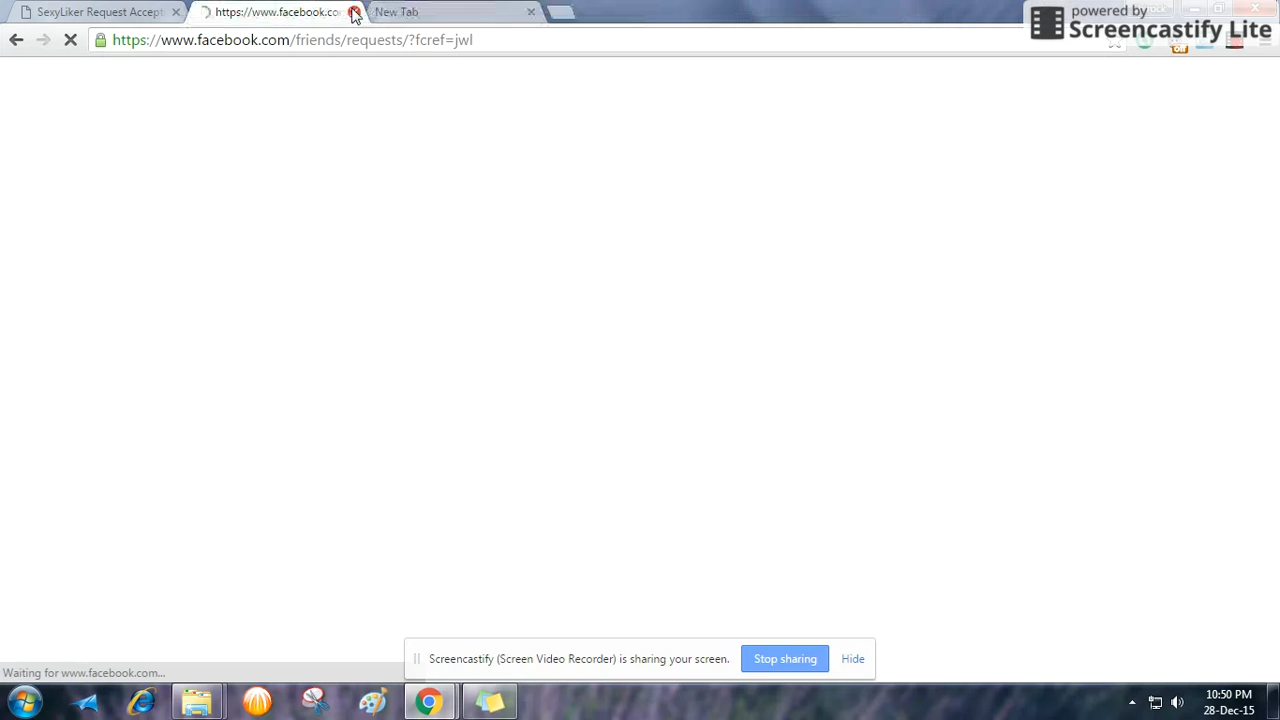 SexyLiker Request Accept
https://www.facebook.co
New Tab
powered by
Screencastify Lite
https://www.facebook.com/friends/requests/?fcref=jwl
off
Screencastify (Screen Video Recorder) is sharing your screen.
Stop sharing
Hide
Waiting for www.facebook.com...
10:50 PM
28-Dec-15